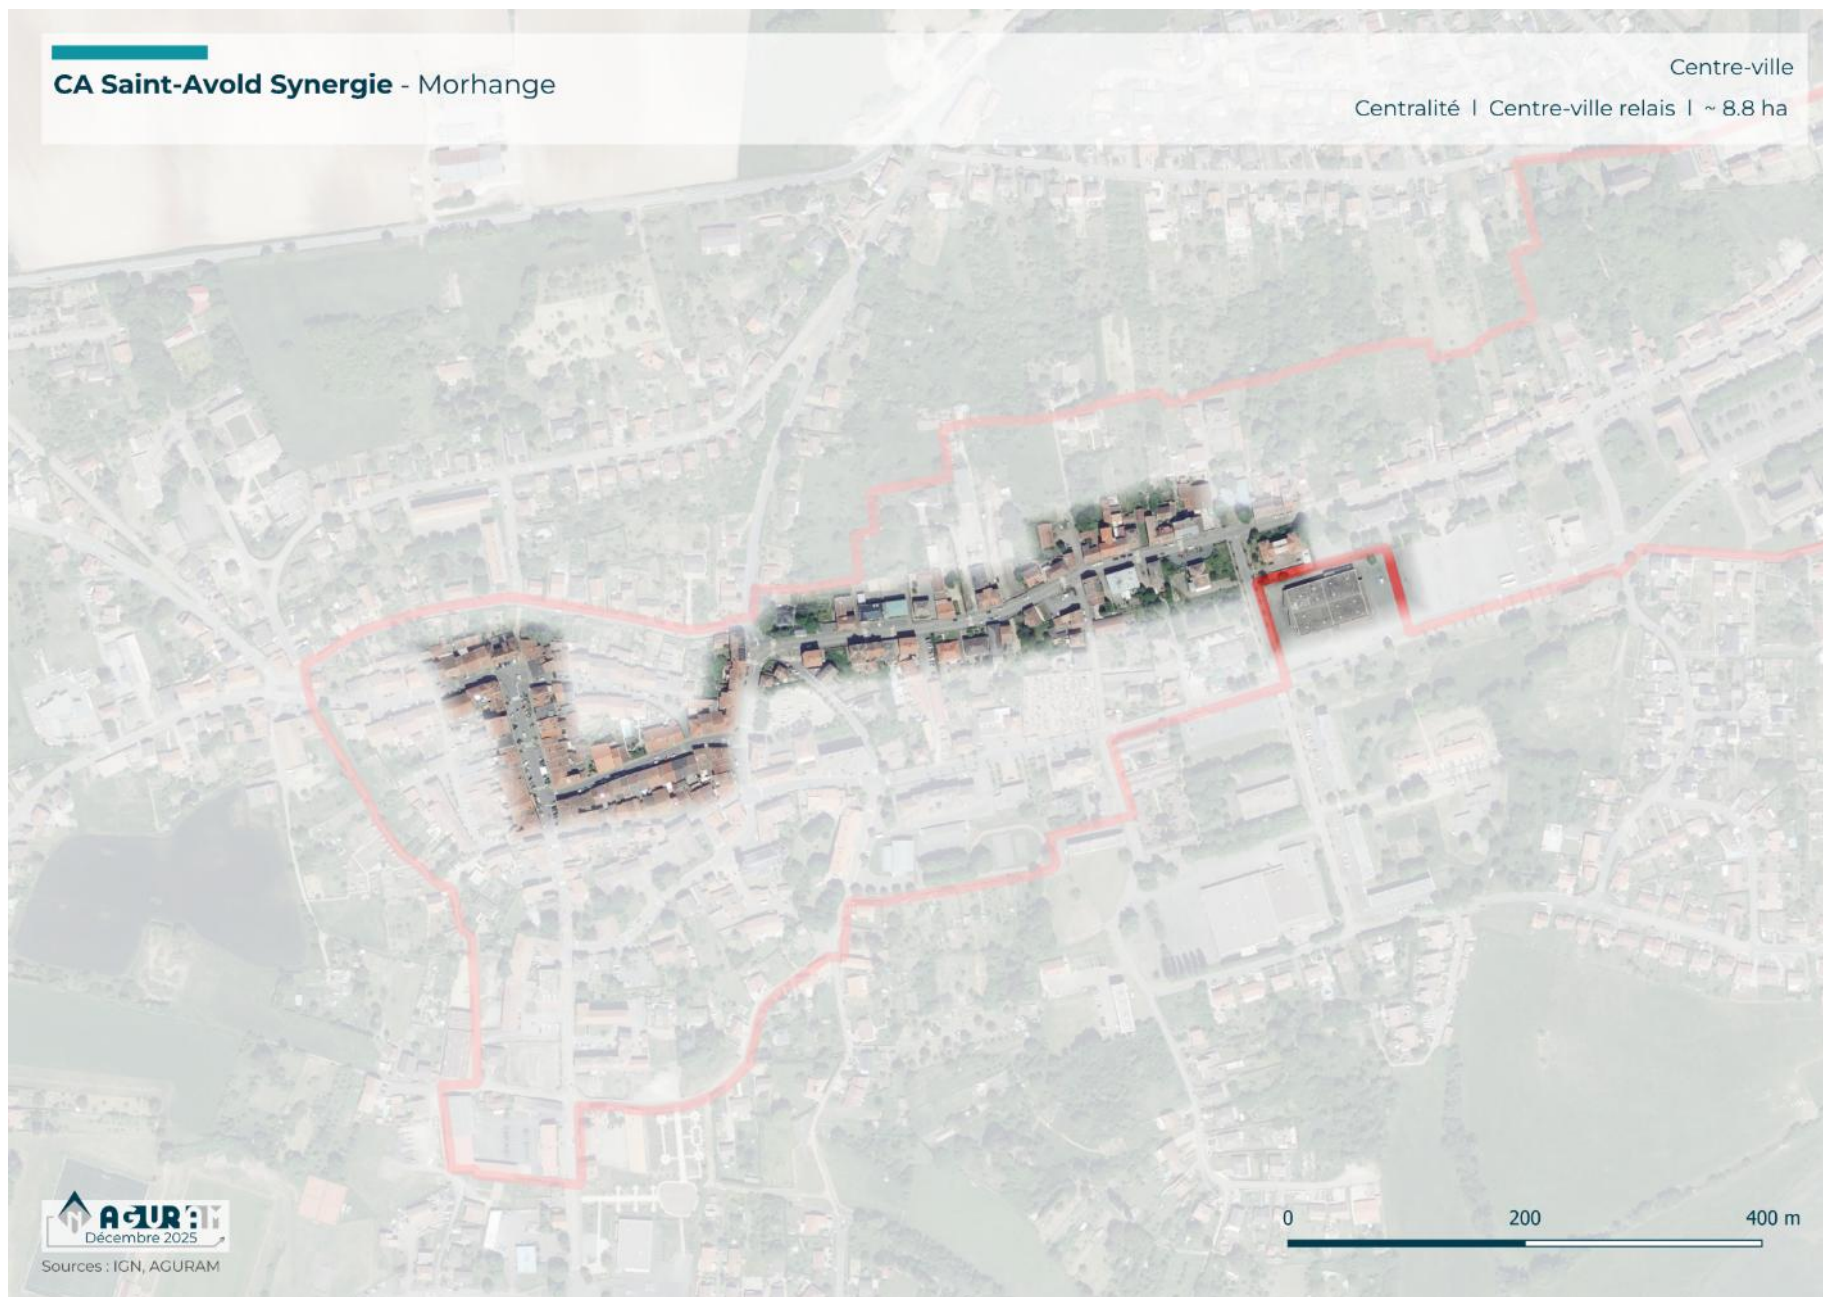 CA Saint-Avold Synergie - Morhange
Centre-ville
Centralité | Centre-ville relais | ~ 8.8 ha
0 200 400 m
N AGURAM
Décembre 2025
Sources : IGN, AGURAM